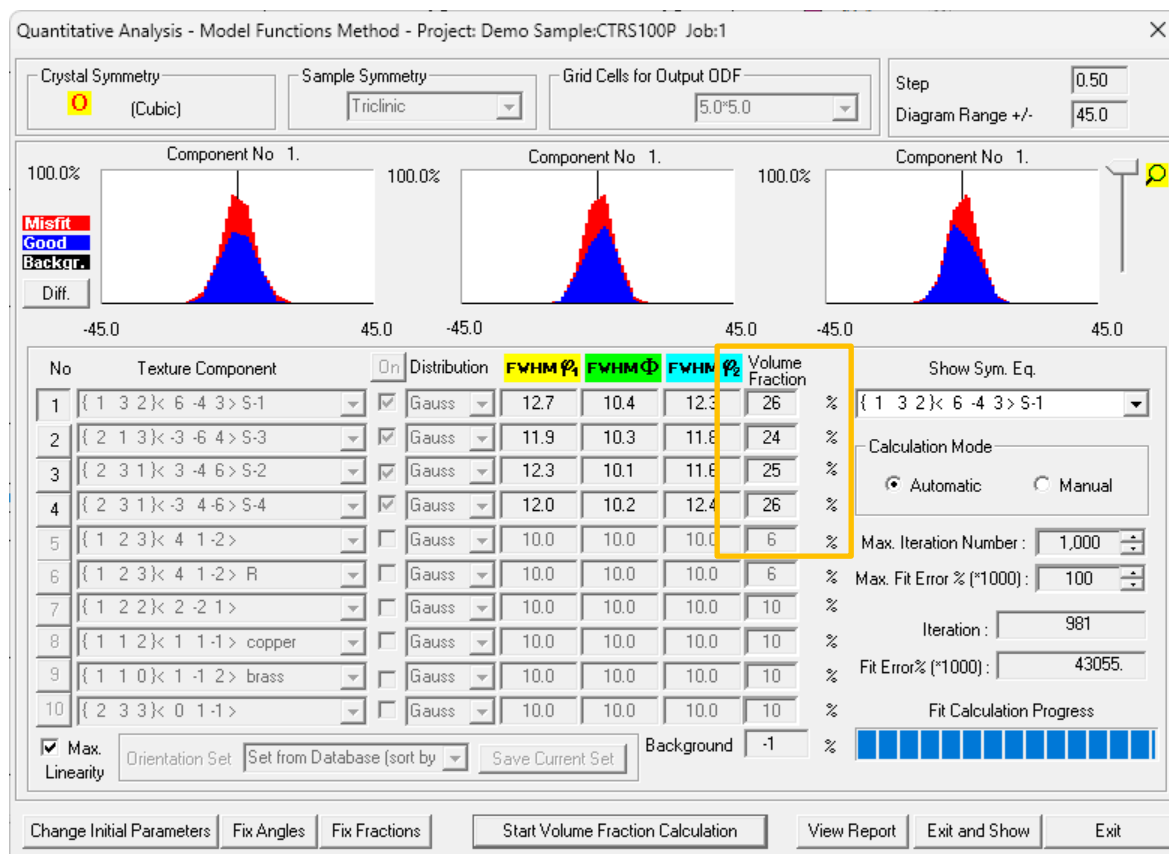 Quantitative Analysis - Model Functions Method - Project: Demo Sample:CTRS100P Job:1
Crystal Symmetry
O (Cubic)
Sample Symmetry
Triclinic
Grid Cells for Output ODF
5.0*5.0
Step 0.50
Diagram Range +/- 45.0
Component No 1.
Component No 1.
Component No 1.
100.0%
100.0%
100.0%
Misfit
Good
Backgr.
Diff.
-45.0 45.0 -45.0 45.0 -45.0 45.0
No Texture Component On Distribution FWHM φ1 FWHM Φ FWHM φ2 Volume Fraction
1 { 1 3 2}< 6 -4 3> S-1 Gauss 12.7 10.4 12.3 26 %
2 { 2 1 3}<-3 -6 4> S-3 Gauss 11.9 10.3 11.8 24 %
3 { 2 3 1}< 3 -4 6> S-2 Gauss 12.3 10.1 11.6 25 %
4 { 2 3 1}<-3 4-6> S-4 Gauss 12.0 10.2 12.4 26 %
5 { 1 2 3}< 4 1-2> Gauss 10.0 10.0 10.0 6 %
6 { 1 2 3}< 4 1-2> R Gauss 10.0 10.0 10.0 6 %
7 { 1 2 2}< 2 -2 1> Gauss 10.0 10.0 10.0 10 %
8 { 1 1 2}< 1 1-1> copper Gauss 10.0 10.0 10.0 10 %
9 { 1 1 0}< 1 -1 2> brass Gauss 10.0 10.0 10.0 10 %
10 { 2 3 3}< 0 1-1> Gauss 10.0 10.0 10.0 10 %
Show Sym. Eq.
{ 1 3 2}< 6 -4 3> S-1
Calculation Mode
Automatic Manual
Max. Iteration Number : 1,000
Max. Fit Error % (*1000) : 100
Iteration : 981
Fit Error% (*1000) : 43055.
Fit Calculation Progress
Max. Linearity
Orientation Set Set from Database (sort by Save Current Set
Background -1 %
Change Initial Parameters Fix Angles Fix Fractions Start Volume Fraction Calculation View Report Exit and Show Exit